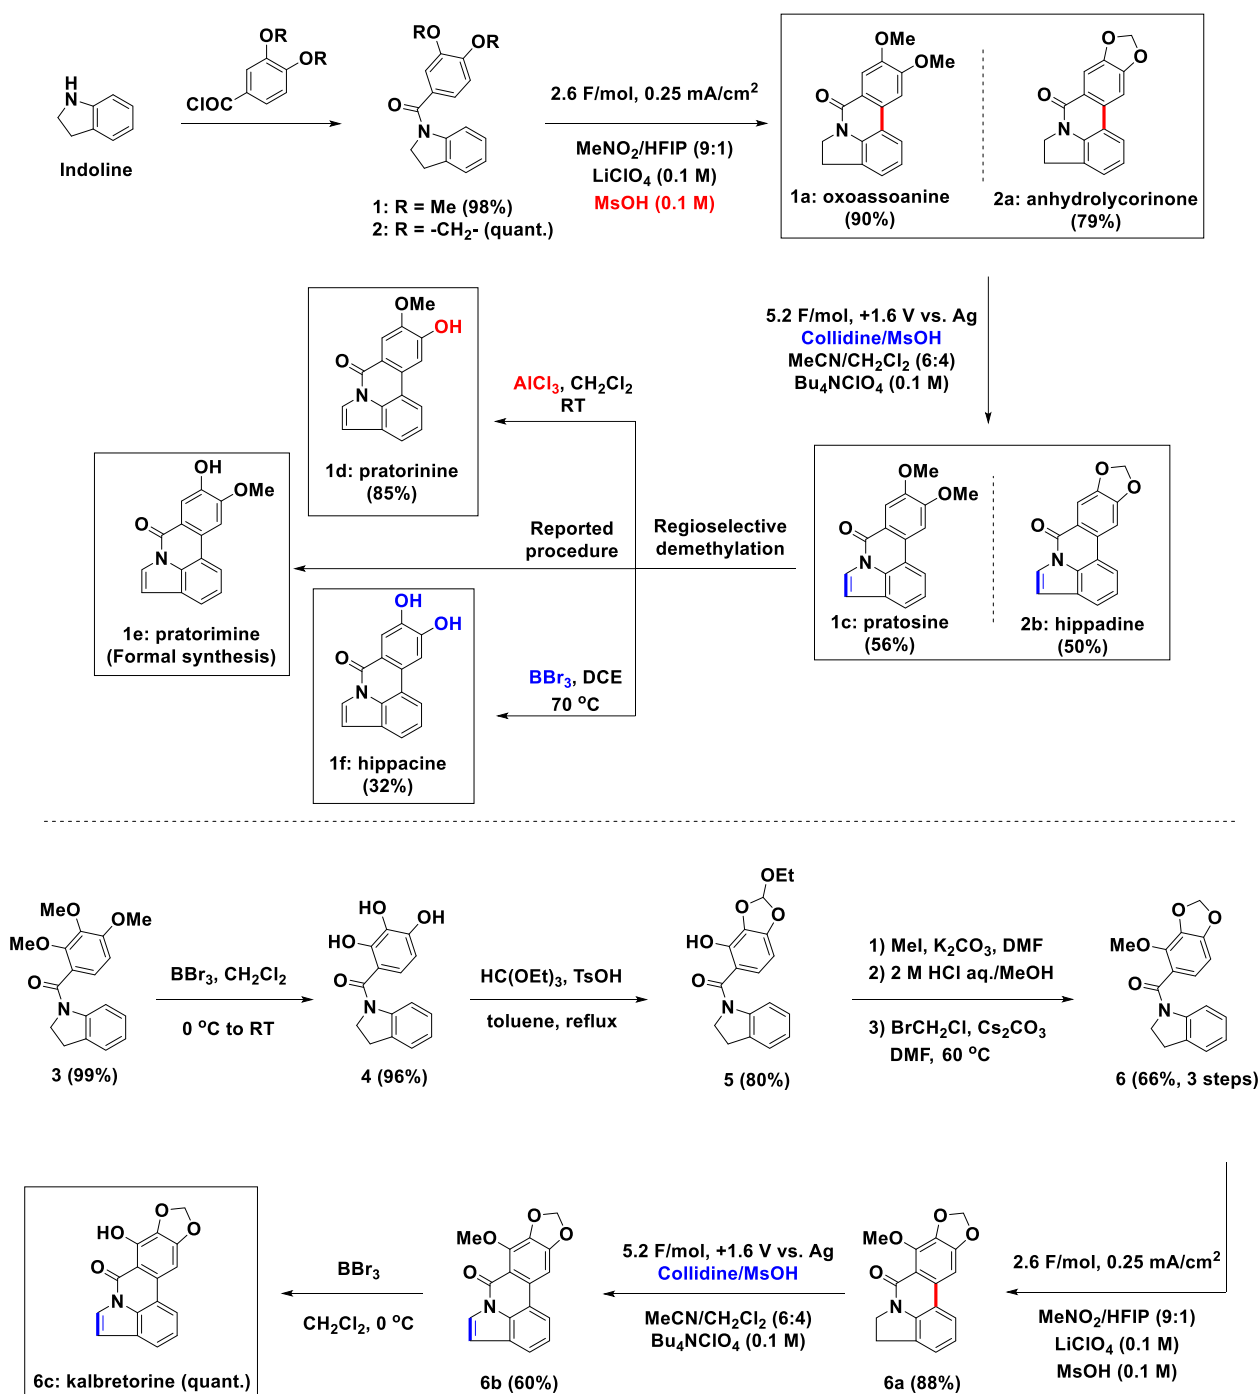 H
N
Indoline
OR
OR
ClOC
RO
OR
O
N
1: R = Me (98%)
2: R = -CH₂- (quant.)
2.6 F/mol, 0.25 mA/cm²
MeNO₂/HFIP (9:1)
LiClO₄ (0.1 M)
MsOH (0.1 M)
OMe
OMe
O
N
1a: oxoassoanine
(90%)
O
O
O
N
2a: anhydrolycorinone
(79%)
5.2 F/mol, +1.6 V vs. Ag
Collidine/MsOH
MeCN/CH₂Cl₂ (6:4)
Bu₄NClO₄ (0.1 M)
OMe
OH
O
N
1d: pratorinine
(85%)
AlCl₃, CH₂Cl₂
RT
OH
OMe
O
N
1e: pratorimine
(Formal synthesis)
Reported
procedure
Regioselective
demethylation
OMe
OMe
O
N
1c: pratosine
(56%)
O
O
O
N
2b: hippadine
(50%)
OH
OH
O
N
1f: hippacine
(32%)
BBr₃, DCE
70 °C
MeO
OMe
MeO
O
N
3 (99%)
BBr₃, CH₂Cl₂
0 °C to RT
HO
OH
HO
O
N
4 (96%)
HC(OEt)₃, TsOH
toluene, reflux
OEt
O
O
HO
O
N
5 (80%)
1) MeI, K₂CO₃, DMF
2) 2 M HCl aq./MeOH
3) BrCH₂Cl, Cs₂CO₃
DMF, 60 °C
O
O
MeO
O
N
6 (66%, 3 steps)
2.6 F/mol, 0.25 mA/cm²
MeNO₂/HFIP (9:1)
LiClO₄ (0.1 M)
MsOH (0.1 M)
O
O
MeO
O
N
6a (88%)
5.2 F/mol, +1.6 V vs. Ag
Collidine/MsOH
MeCN/CH₂Cl₂ (6:4)
Bu₄NClO₄ (0.1 M)
O
O
MeO
O
N
6b (60%)
BBr₃
CH₂Cl₂, 0 °C
O
O
HO
O
N
6c: kalbretorine (quant.)